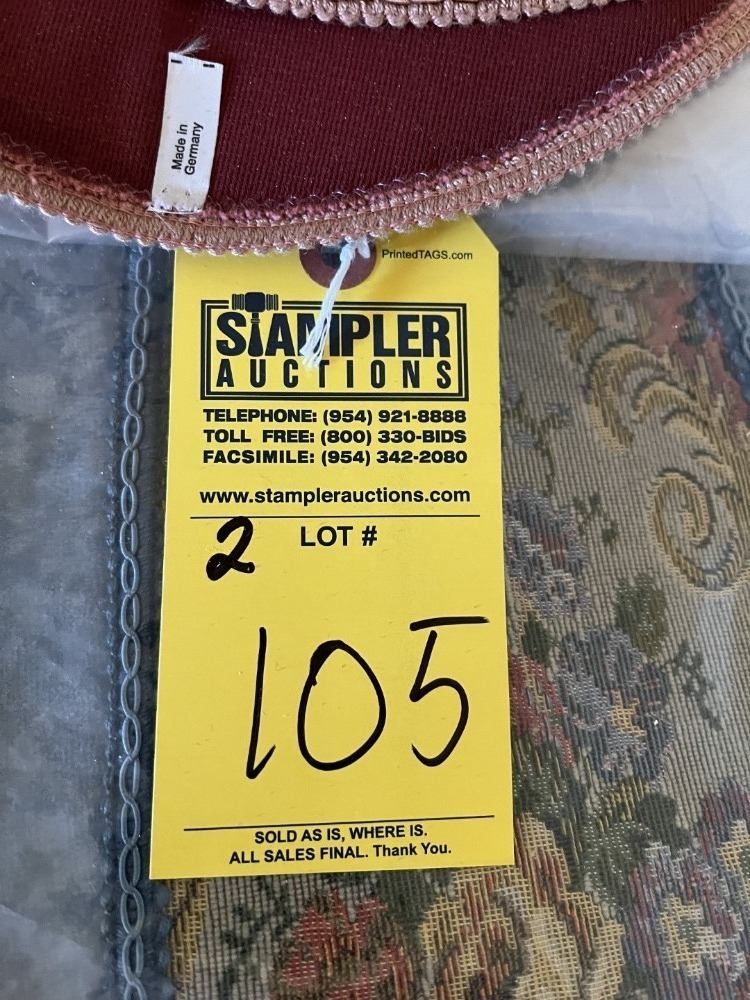 Made in
Germany
PrintedTAGS.com
STAMPLER
AUCTIONS
TELEPHONE: (954) 921-8888
TOLL FREE: (800) 330-BIDS
FACSIMILE: (954) 342-2080
www.stamplerauctions.com
2 LOT #
105
SOLD AS IS, WHERE IS.
ALL SALES FINAL. Thank You.